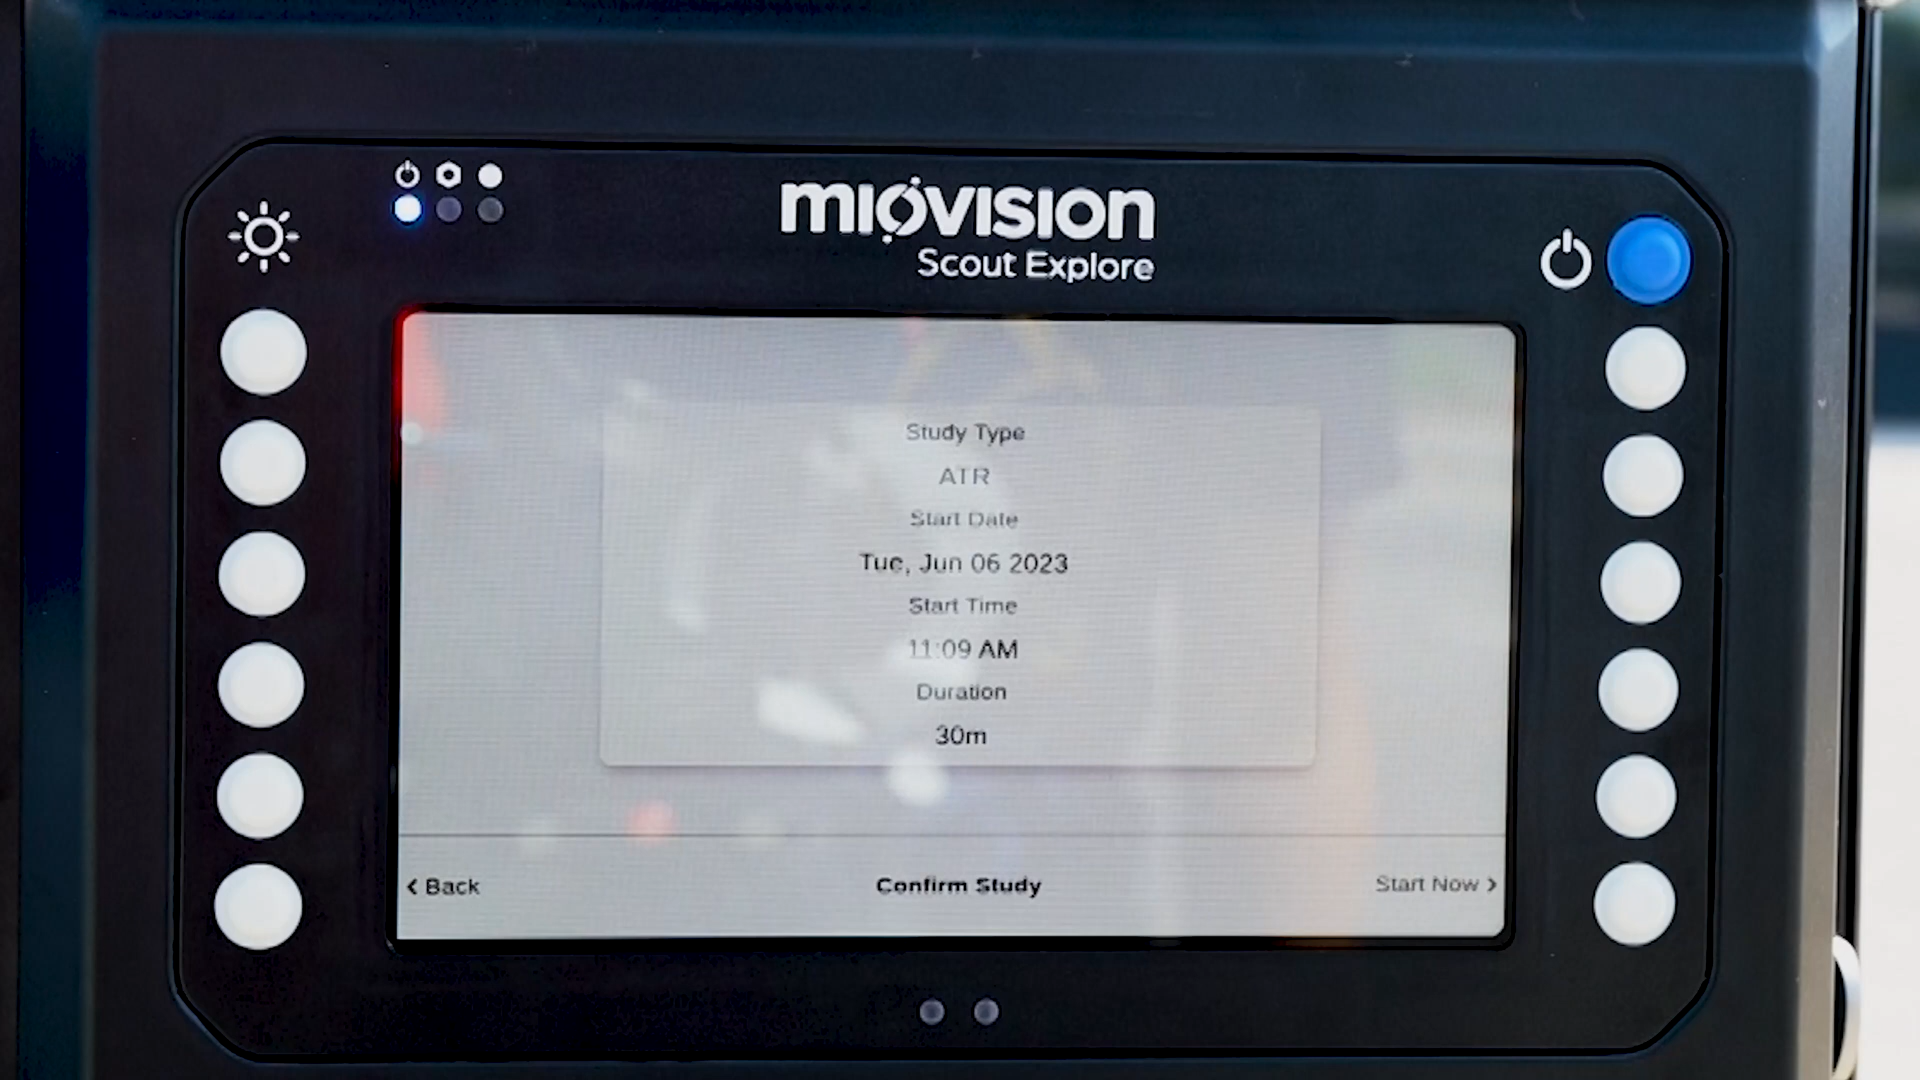 miovision
Scout Explore
Study Type
ATR
Start Date
Tue, Jun 06 2023
Start Time
11:09 AM
Duration
30m
Back
Confirm Study
Start Now